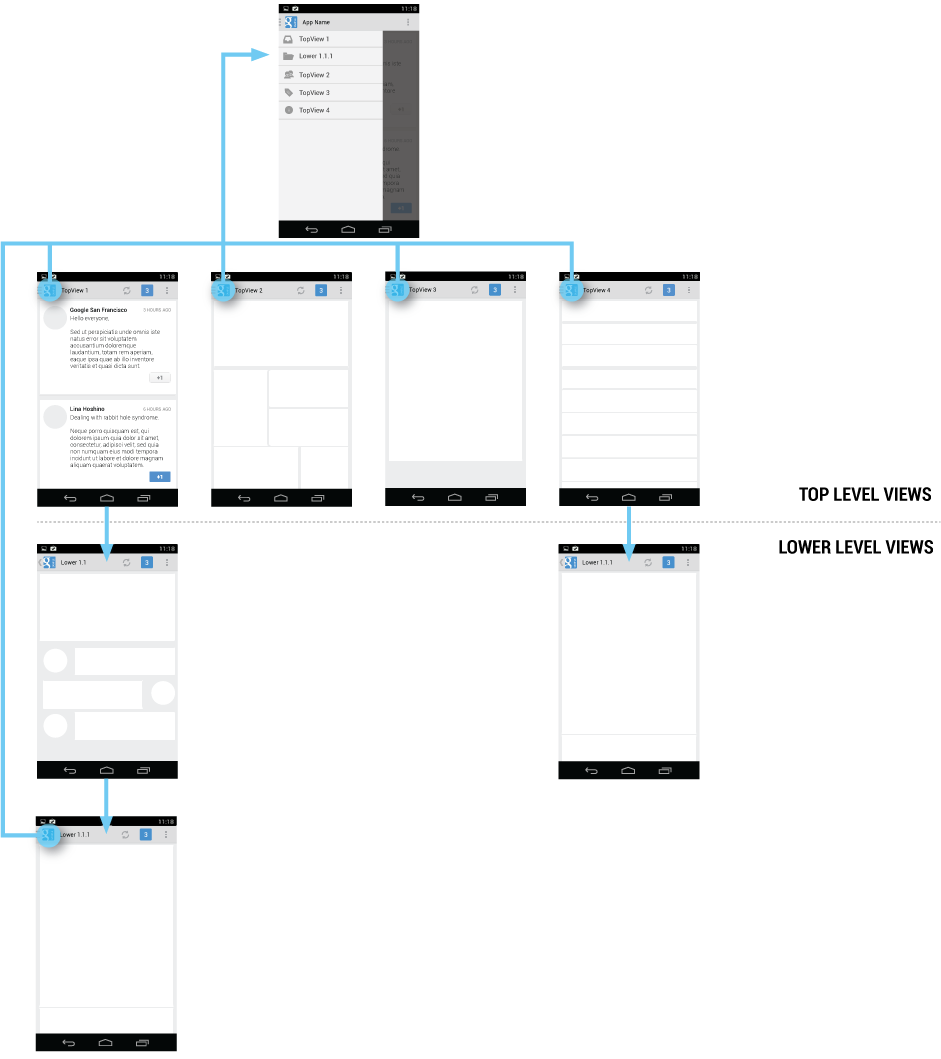 11:18
App Name
TopView 1
Lower 1.1.1
TopView 2
TopView 3
TopView 4
11:18
TopView 1
3
Google San Francisco
3 HOURS AGO
Hello everyone,
Sed ut perspiciatis unde omnis iste
natus error sit voluptatem
accusantium doloremque
laudantium, totam rem aperiam,
eaque ipsa quae ab illo inventore
veritatis et quasi dicta sunt.
+1
Lina Hoshino
6 HOURS AGO
Dealing with rabbit hole syndrome.
Neque porro quisquam est, qui
dolorem ipsum quia dolor sit amet,
consectetur, adipisci velit, sed quia
non numquam eius modi tempora
incidunt ut labore et dolore magnam
aliquam quaerat voluptatem.
+1
11:18
TopView 2
3
11:18
TopView 3
3
11:18
TopView 4
3
TOP LEVEL VIEWS
LOWER LEVEL VIEWS
11:18
Lower 1.1
3
11:18
Lower 1.1.1
3
11:18
Lower 1.1.1
3